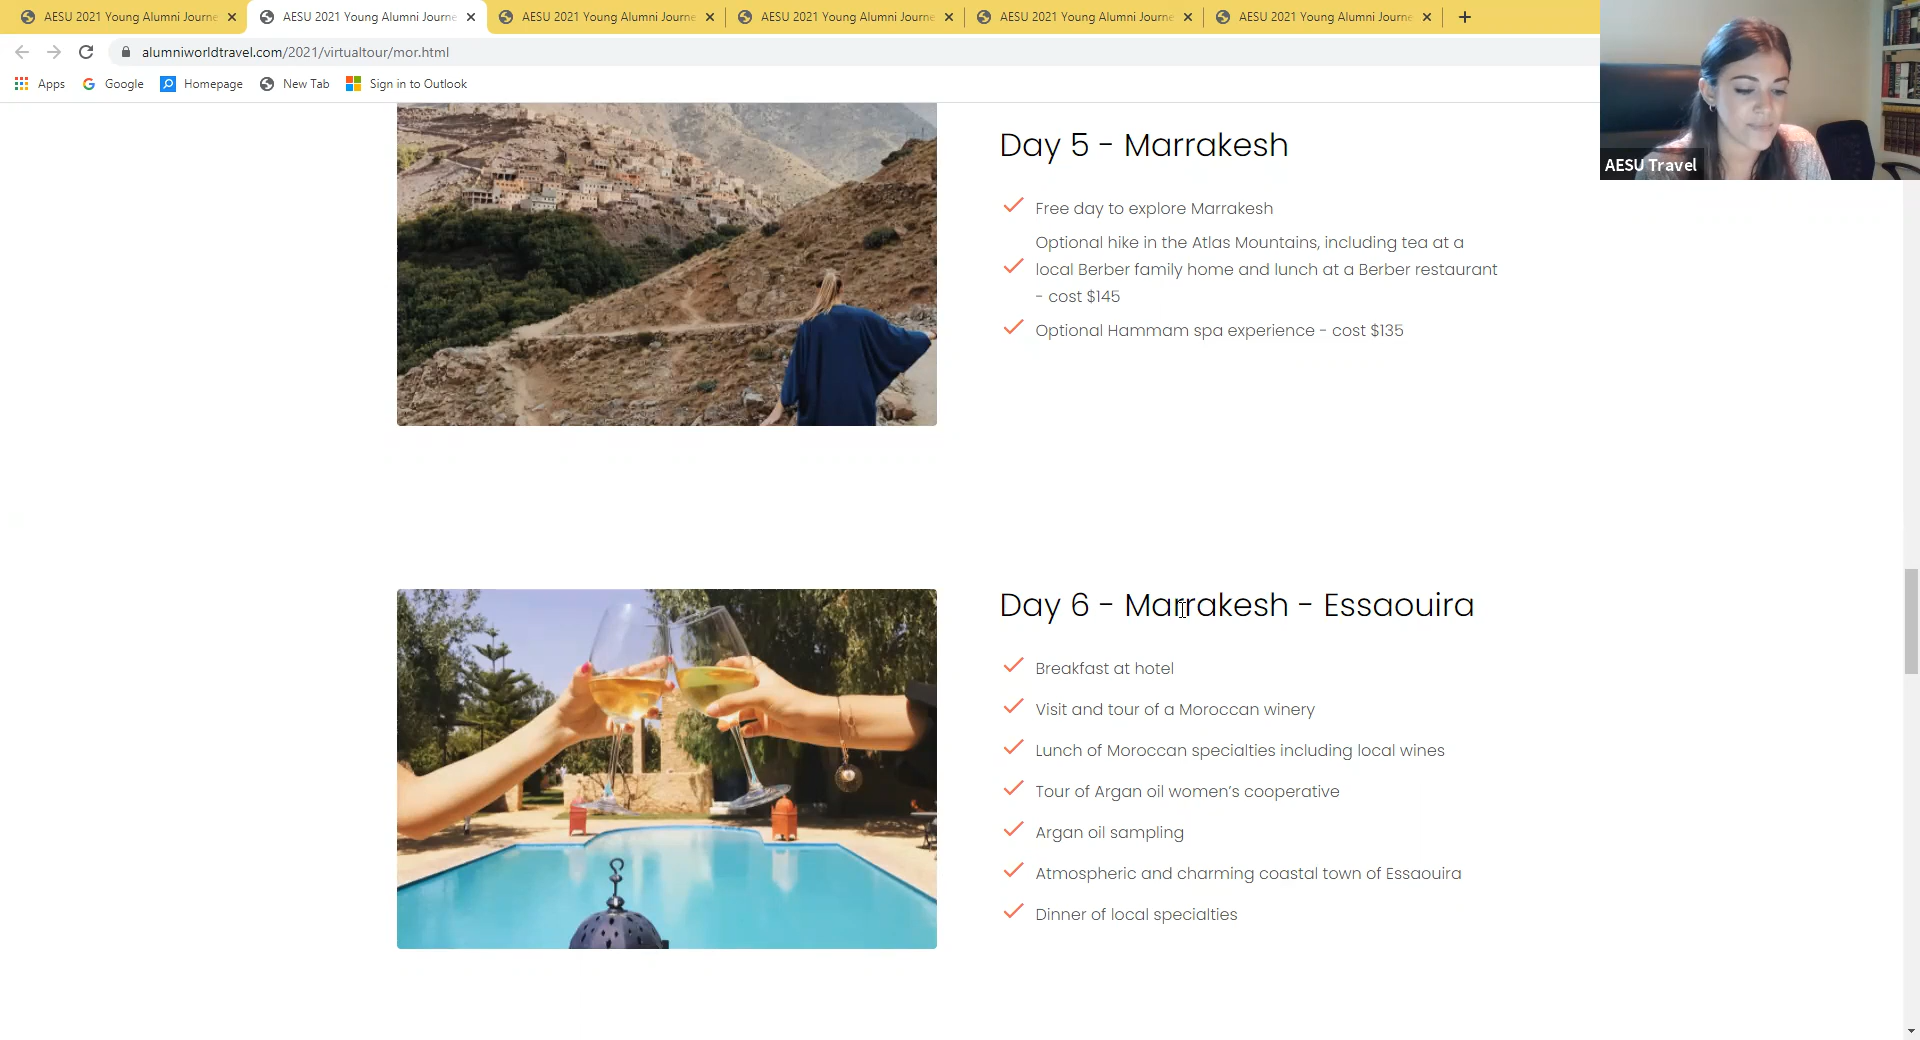 AESU 2021 Young Alumni Journe
AESU 2021 Young Alumni Journe
AESU 2021 Young Alumni Journe
AESU 2021 Young Alumni Journe
AESU 2021 Young Alumni Journe
AESU 2021 Young Alumni Journe
alumniworldtravel.com/2021/virtualtour/mor.html
Apps
Google
Homepage
New Tab
Sign in to Outlook
AESU Travel
Day 5 - Marrakesh
Free day to explore Marrakesh
Optional hike in the Atlas Mountains, including tea at a
local Berber family home and lunch at a Berber restaurant
- cost $145
Optional Hammam spa experience - cost $135
Day 6 - Marrakesh - Essaouira
Breakfast at hotel
Visit and tour of a Moroccan winery
Lunch of Moroccan specialties including local wines
Tour of Argan oil women's cooperative
Argan oil sampling
Atmospheric and charming coastal town of Essaouira
Dinner of local specialties